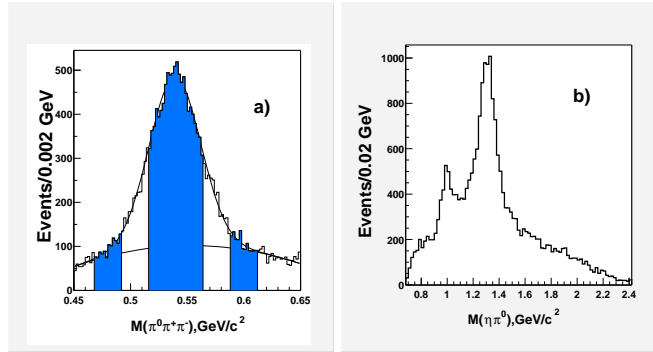 Events/0.002 GeV
500
400
300
200
100
0
a)
0.45 0.5 0.55 0.6 0.65
M(π⁰π⁺π⁻),GeV/c²
Events/0.02 GeV
1000
800
600
400
200
0
b)
0.8 1 1.2 1.4 1.6 1.8 2 2.2 2.4
M(ηπ⁰),GeV/c²